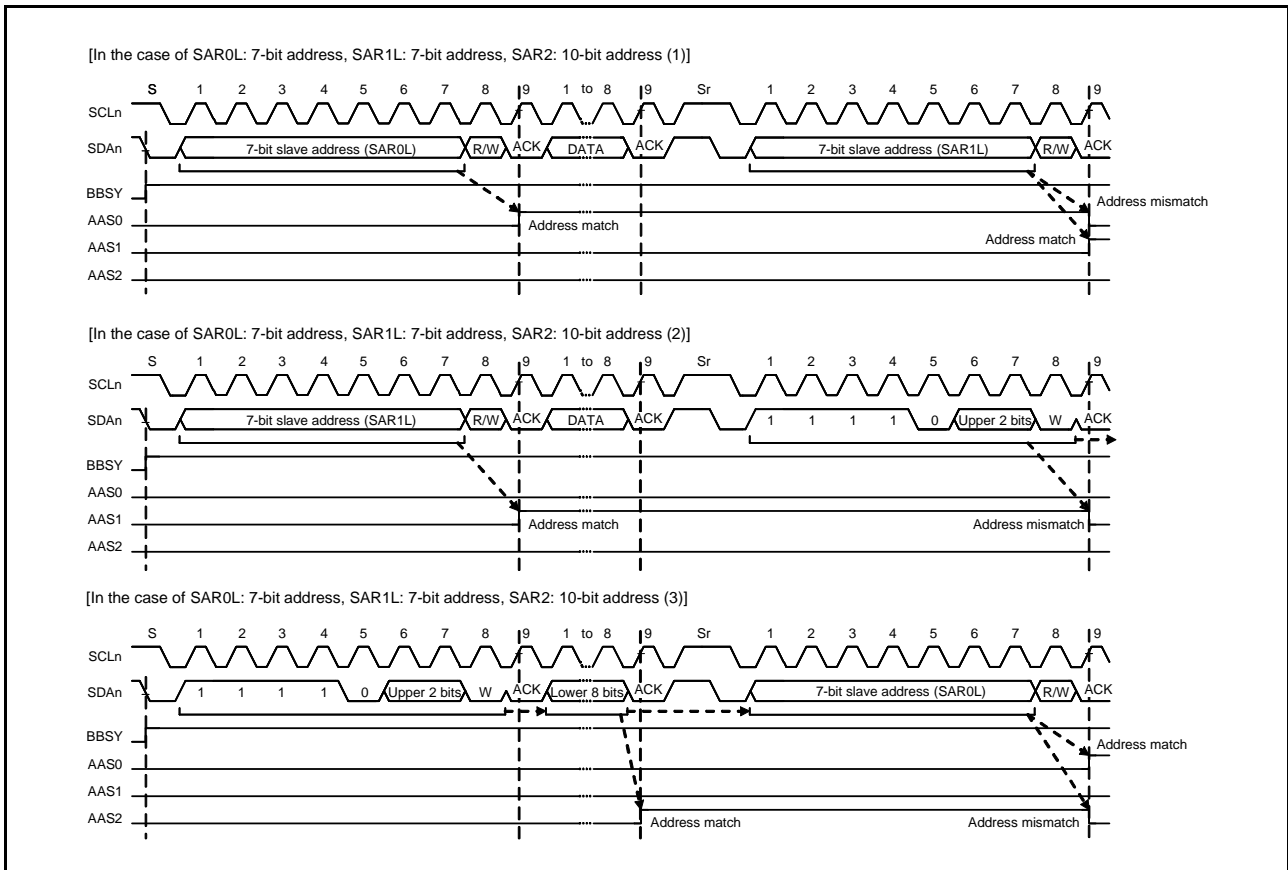 [In the case of SAR0L: 7-bit address, SAR1L: 7-bit address, SAR2: 10-bit address (1)]
S 1 2 3 4 5 6 7 8 9 1 to 8 9 Sr 1 2 3 4 5 6 7 8 9
SCLn
SDAn 7-bit slave address (SAR0L) R/W ACK DATA ACK 7-bit slave address (SAR1L) R/W ACK
BBSY
Address mismatch
AAS0 Address match
Address match
AAS1
AAS2
[In the case of SAR0L: 7-bit address, SAR1L: 7-bit address, SAR2: 10-bit address (2)]
S 1 2 3 4 5 6 7 8 9 1 to 8 9 Sr 1 2 3 4 5 6 7 8 9
SCLn
SDAn 7-bit slave address (SAR1L) R/W ACK DATA ACK 1 1 1 1 0 Upper 2 bits W ACK
BBSY
AAS0
AAS1 Address match Address mismatch
AAS2
[In the case of SAR0L: 7-bit address, SAR1L: 7-bit address, SAR2: 10-bit address (3)]
S 1 2 3 4 5 6 7 8 9 1 to 8 9 Sr 1 2 3 4 5 6 7 8 9
SCLn
SDAn 1 1 1 1 0 Upper 2 bits W ACK Lower 8 bits ACK 7-bit slave address (SAR0L) R/W ACK
BBSY
Address match
AAS0
AAS1
AAS2 Address match Address mismatch